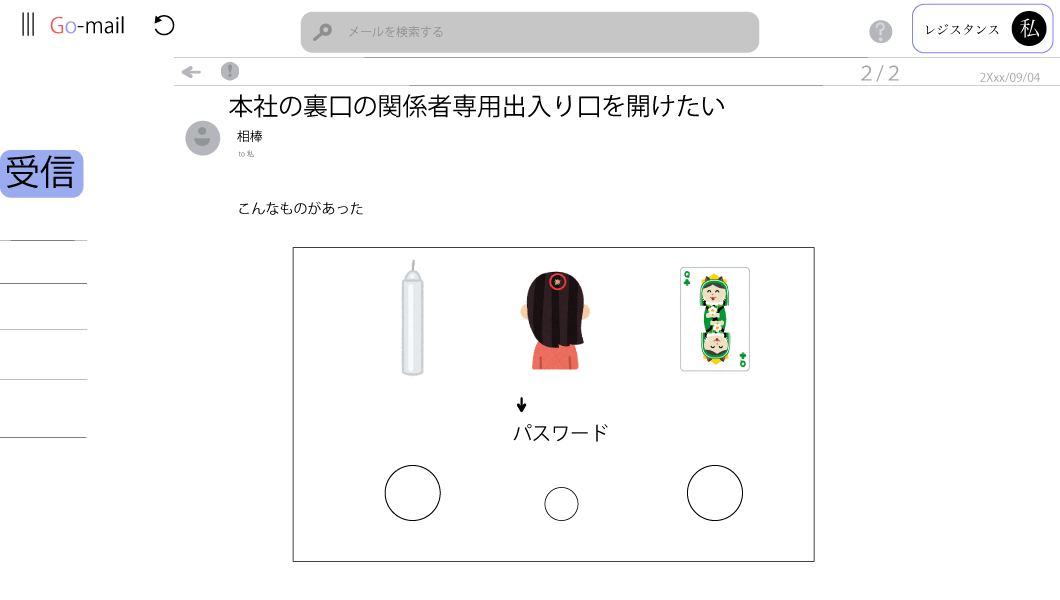 Go-mail
メールを検索する
?
レジスタンス 私
!
2 / 2
2Xxx/09/04
本社の裏口の関係者専用出入り口を開けたい
相棒
to 私
受信
こんなものがあった
Q
Q
パスワード